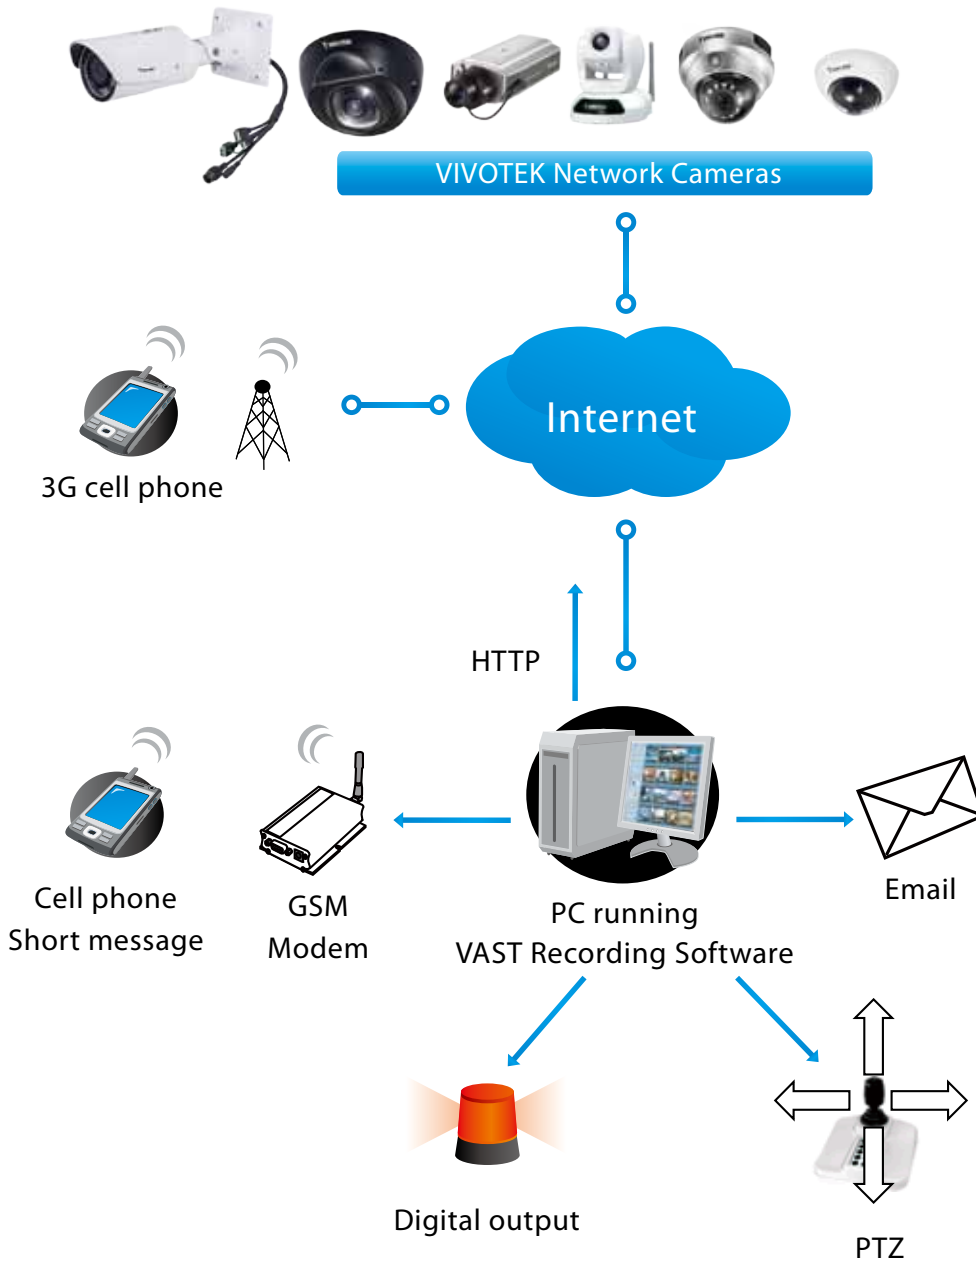 VIVOTEK Network Cameras
Internet
3G cell phone
HTTP
Cell phone
Short message
GSM
Modem
PC running
VAST Recording Software
Email
Digital output
PTZ